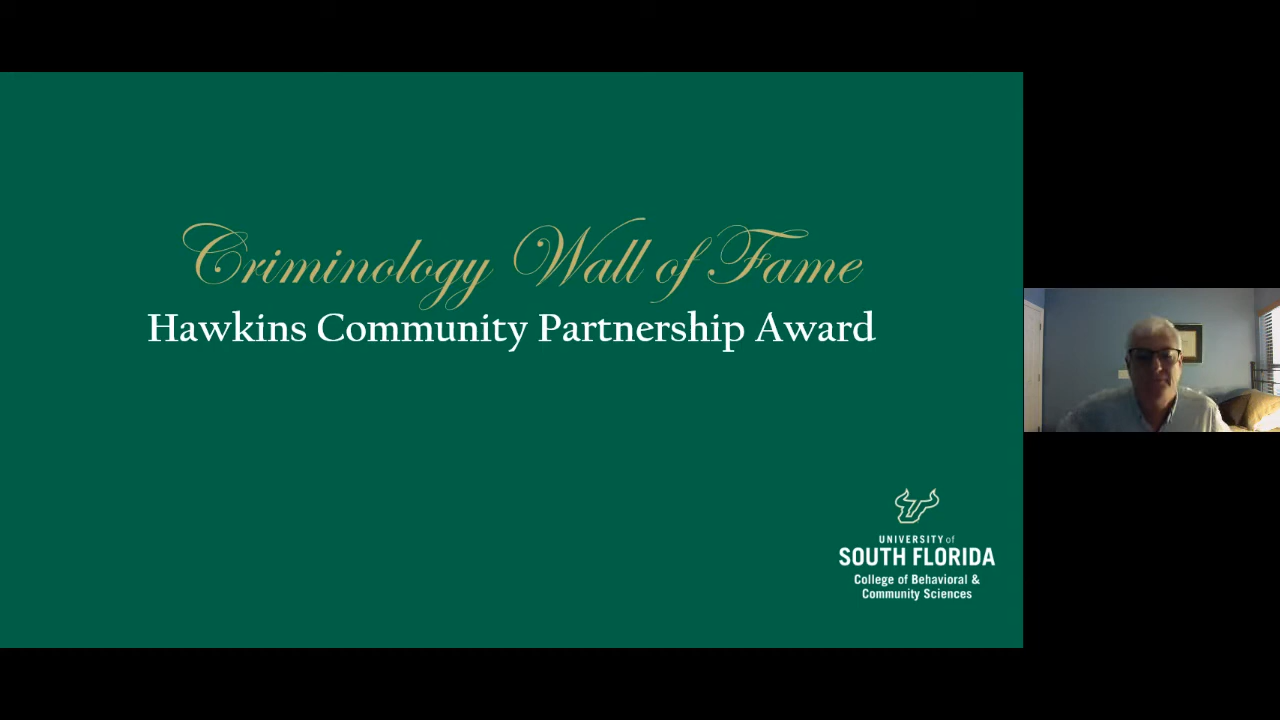 Criminology Wall of Fame
Hawkins Community Partnership Award
UNIVERSITY of
SOUTH FLORIDA
College of Behavioral &
Community Sciences